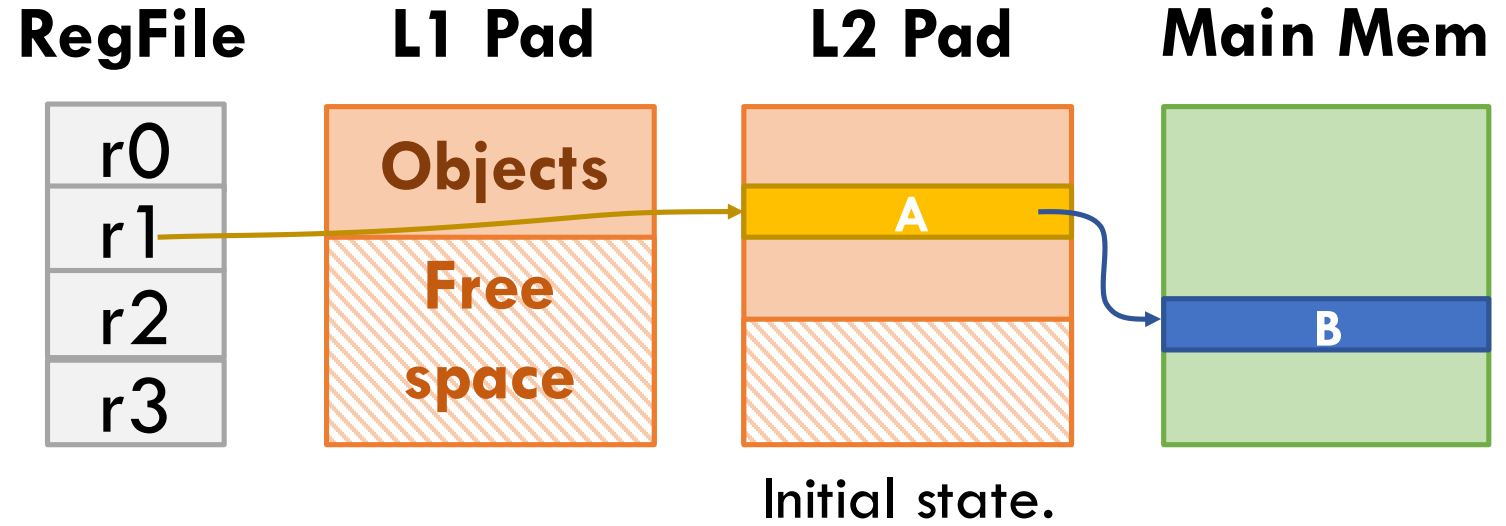 RegFile L1 Pad L2 Pad Main Mem
r0
Objects
r1
A
Free
r2
B
space
r3
Initial state.